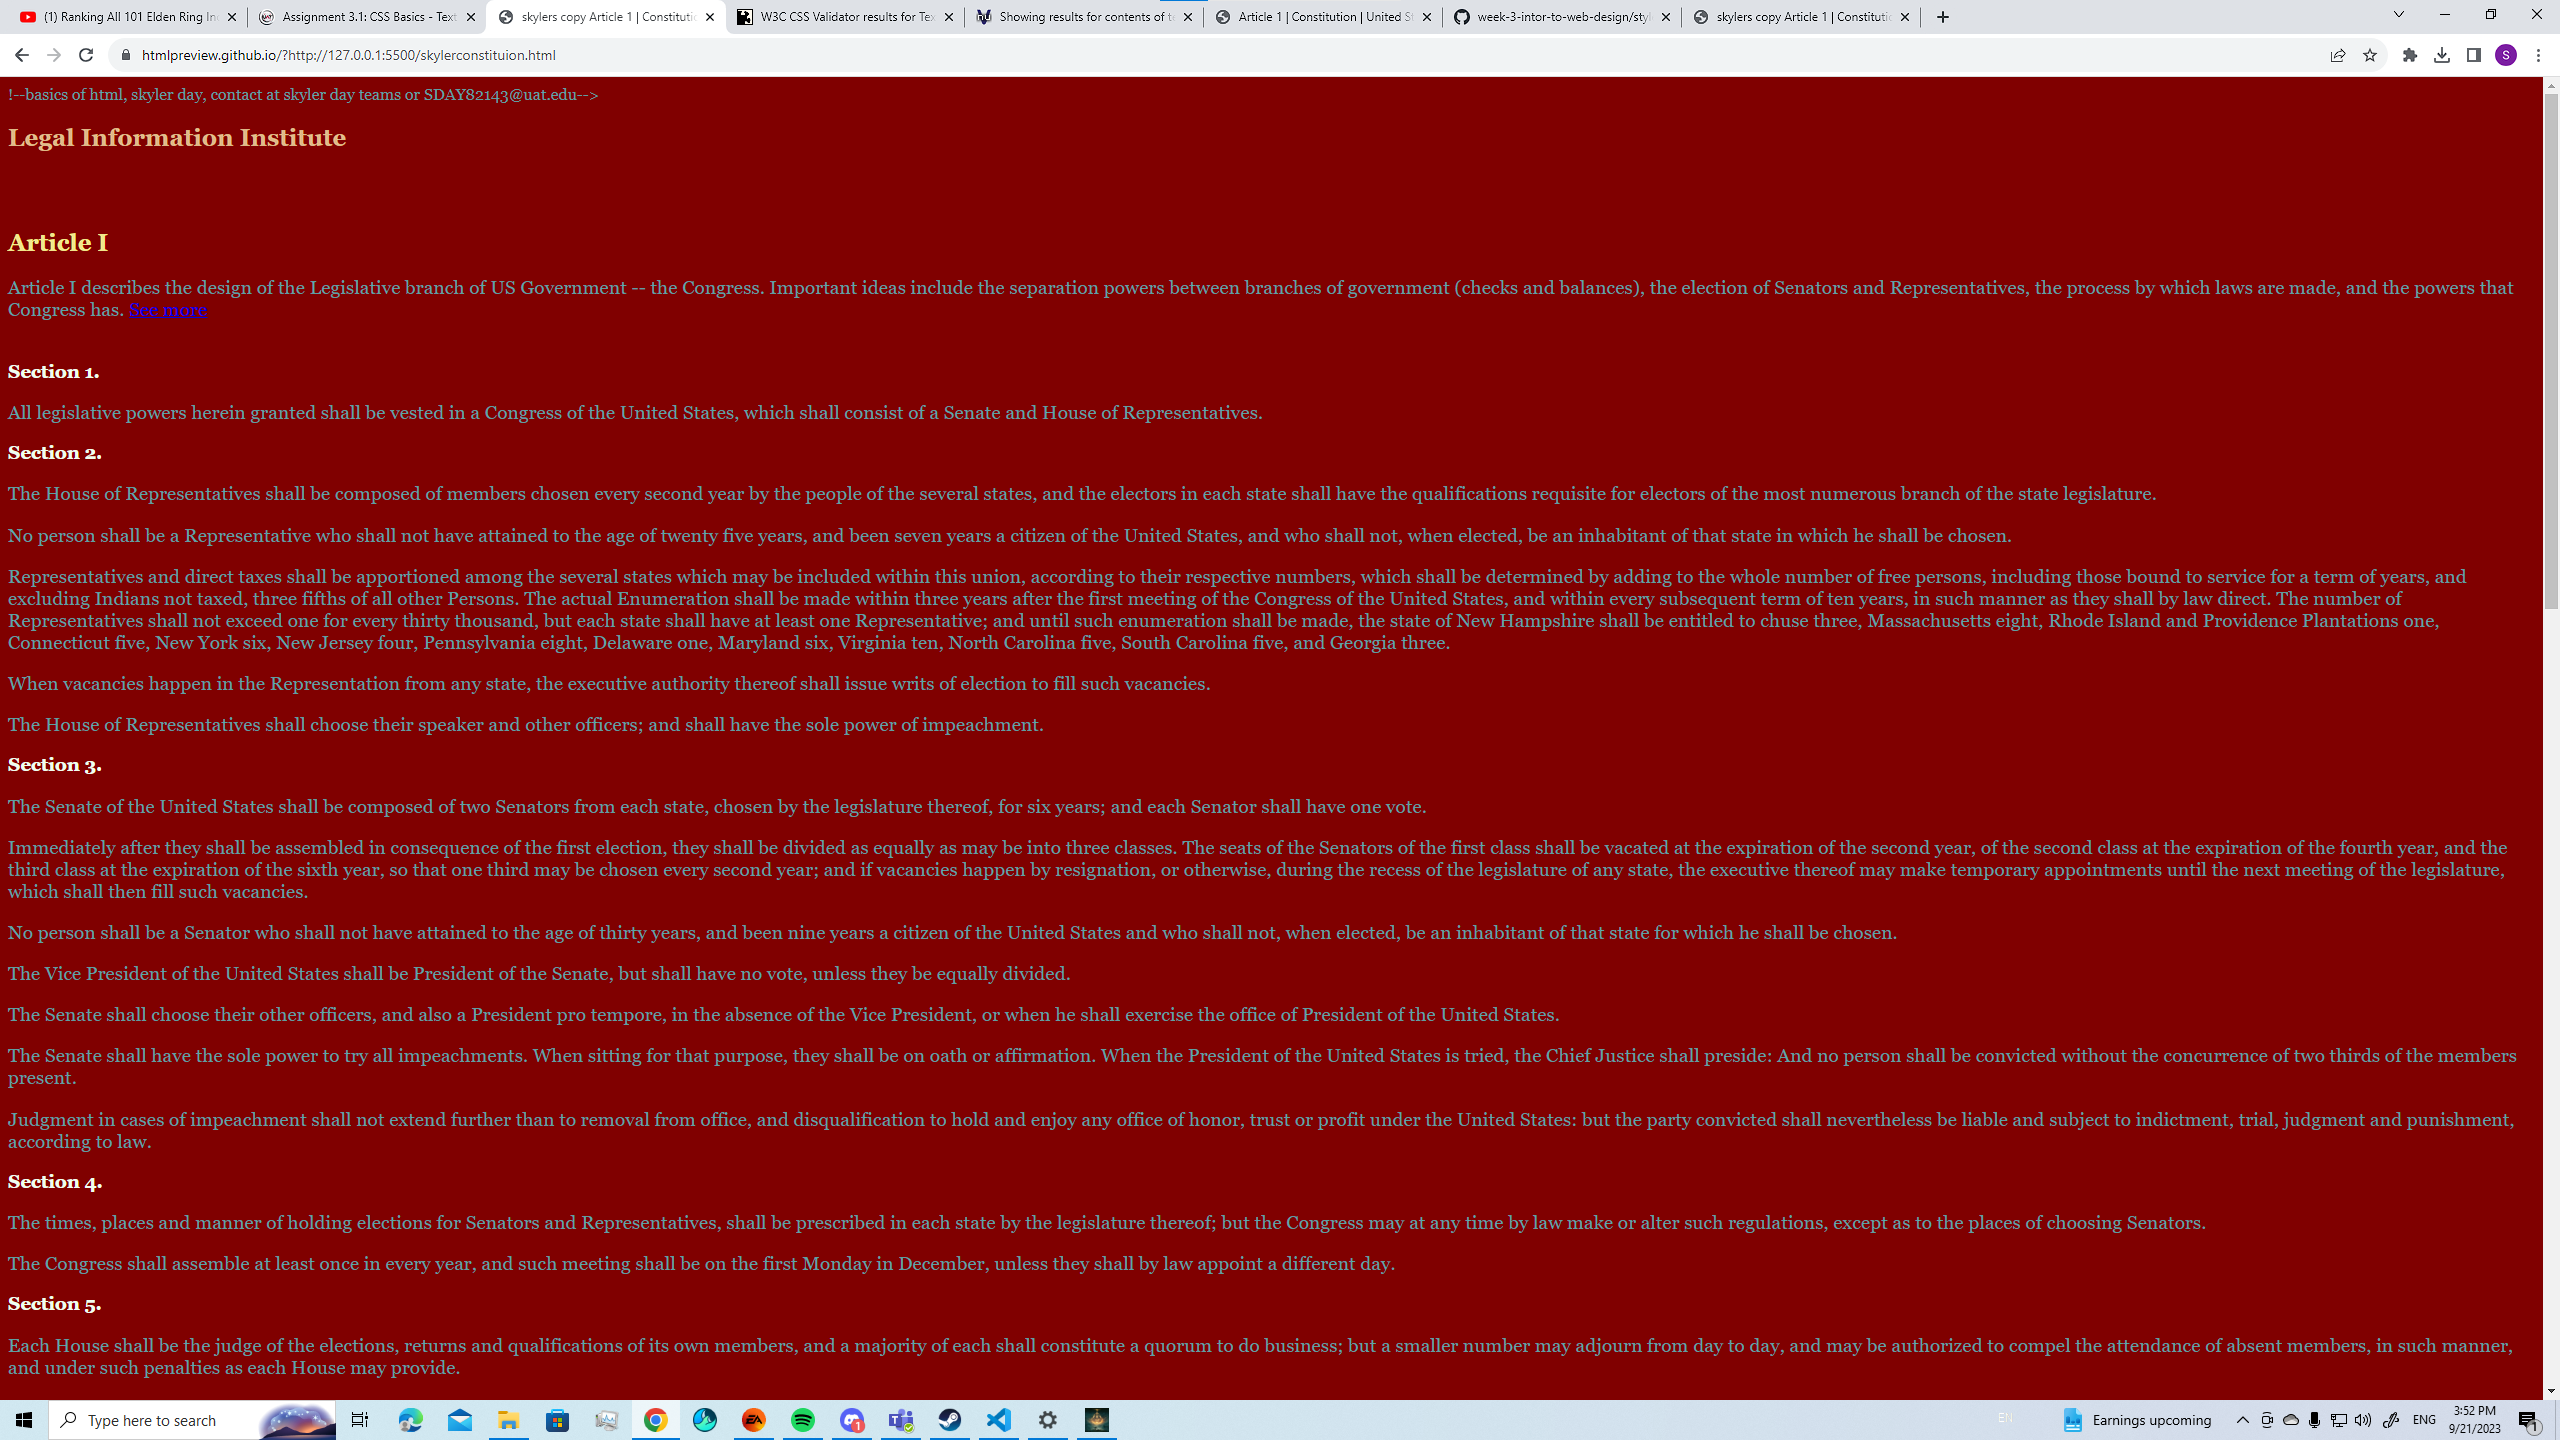 (1) Ranking All 101 Elden Ring In
Assignment 3.1: CSS Basics - Text
skylers copy Article 1 | Constitutio
W3C CSS Validator results for Tex
Showing results for contents of te
Article 1 | Constitution | United St
week-3-intor-to-web-design/styl
skylers copy Article 1 | Constitutio
htmlpreview.github.io/?http://127.0.0.1:5500/skylerconstituion.html
S
!--basics of html, skyler day, contact at skyler day teams or SDAY82143@uat.edu-->
Legal Information Institute
Article I
Article I describes the design of the Legislative branch of US Government -- the Congress. Important ideas include the separation powers between branches of government (checks and balances), the election of Senators and Representatives, the process by which laws are made, and the powers that
Congress has. See more
Section 1.
All legislative powers herein granted shall be vested in a Congress of the United States, which shall consist of a Senate and House of Representatives.
Section 2.
The House of Representatives shall be composed of members chosen every second year by the people of the several states, and the electors in each state shall have the qualifications requisite for electors of the most numerous branch of the state legislature.
No person shall be a Representative who shall not have attained to the age of twenty five years, and been seven years a citizen of the United States, and who shall not, when elected, be an inhabitant of that state in which he shall be chosen.
Representatives and direct taxes shall be apportioned among the several states which may be included within this union, according to their respective numbers, which shall be determined by adding to the whole number of free persons, including those bound to service for a term of years, and
excluding Indians not taxed, three fifths of all other Persons. The actual Enumeration shall be made within three years after the first meeting of the Congress of the United States, and within every subsequent term of ten years, in such manner as they shall by law direct. The number of
Representatives shall not exceed one for every thirty thousand, but each state shall have at least one Representative; and until such enumeration shall be made, the state of New Hampshire shall be entitled to chuse three, Massachusetts eight, Rhode Island and Providence Plantations one,
Connecticut five, New York six, New Jersey four, Pennsylvania eight, Delaware one, Maryland six, Virginia ten, North Carolina five, South Carolina five, and Georgia three.
When vacancies happen in the Representation from any state, the executive authority thereof shall issue writs of election to fill such vacancies.
The House of Representatives shall choose their speaker and other officers; and shall have the sole power of impeachment.
Section 3.
The Senate of the United States shall be composed of two Senators from each state, chosen by the legislature thereof, for six years; and each Senator shall have one vote.
Immediately after they shall be assembled in consequence of the first election, they shall be divided as equally as may be into three classes. The seats of the Senators of the first class shall be vacated at the expiration of the second year, of the second class at the expiration of the fourth year, and the
third class at the expiration of the sixth year, so that one third may be chosen every second year; and if vacancies happen by resignation, or otherwise, during the recess of the legislature of any state, the executive thereof may make temporary appointments until the next meeting of the legislature,
which shall then fill such vacancies.
No person shall be a Senator who shall not have attained to the age of thirty years, and been nine years a citizen of the United States and who shall not, when elected, be an inhabitant of that state for which he shall be chosen.
The Vice President of the United States shall be President of the Senate, but shall have no vote, unless they be equally divided.
The Senate shall choose their other officers, and also a President pro tempore, in the absence of the Vice President, or when he shall exercise the office of President of the United States.
The Senate shall have the sole power to try all impeachments. When sitting for that purpose, they shall be on oath or affirmation. When the President of the United States is tried, the Chief Justice shall preside: And no person shall be convicted without the concurrence of two thirds of the members
present.
Judgment in cases of impeachment shall not extend further than to removal from office, and disqualification to hold and enjoy any office of honor, trust or profit under the United States: but the party convicted shall nevertheless be liable and subject to indictment, trial, judgment and punishment,
according to law.
Section 4.
The times, places and manner of holding elections for Senators and Representatives, shall be prescribed in each state by the legislature thereof; but the Congress may at any time by law make or alter such regulations, except as to the places of choosing Senators.
The Congress shall assemble at least once in every year, and such meeting shall be on the first Monday in December, unless they shall by law appoint a different day.
Section 5.
Each House shall be the judge of the elections, returns and qualifications of its own members, and a majority of each shall constitute a quorum to do business; but a smaller number may adjourn from day to day, and may be authorized to compel the attendance of absent members, in such manner,
and under such penalties as each House may provide.
Type here to search
EA
1
EN
Earnings upcoming
ENG
3:52 PM
9/21/2023
1